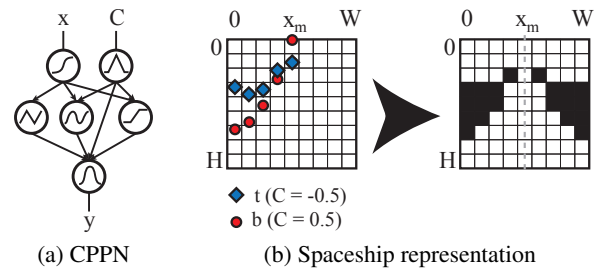 x C
y
(a) CPPN
0 x_m W
0
H
t (C = -0.5)
b (C = 0.5)
0 x_m W
0
H
(b) Spaceship representation